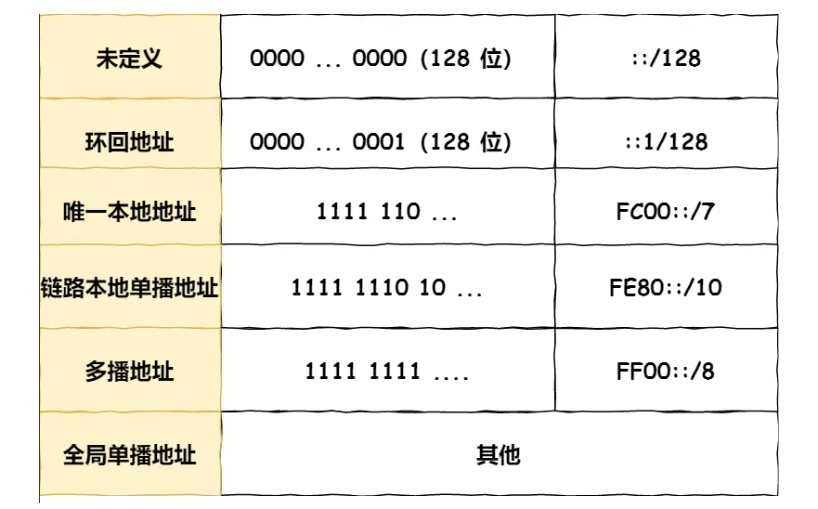 未定义 0000 ... 0000 (128 位) ::/128
环回地址 0000 ... 0001 (128 位) ::1/128
唯一本地地址 1111 110 ... FC00::/7
链路本地单播地址 1111 1110 10 ... FE80::/10
多播地址 1111 1111 .... FF00::/8
全局单播地址 其他